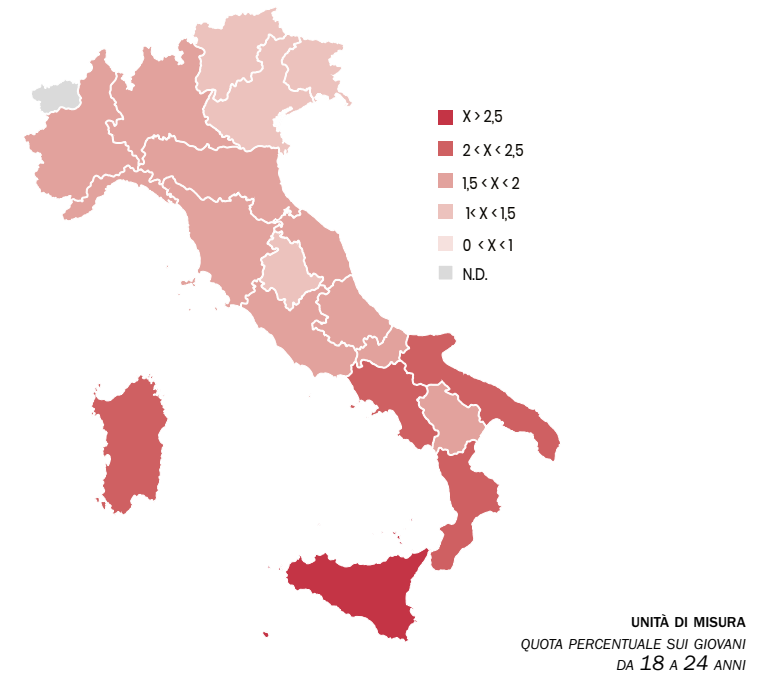 X > 2,5
2 < X < 2,5
1,5 < X < 2
1< X < 1,5
0 < X < 1
N.D.
UNITÀ DI MISURA
QUOTA PERCENTUALE SUI GIOVANI
DA 18 A 24 ANNI